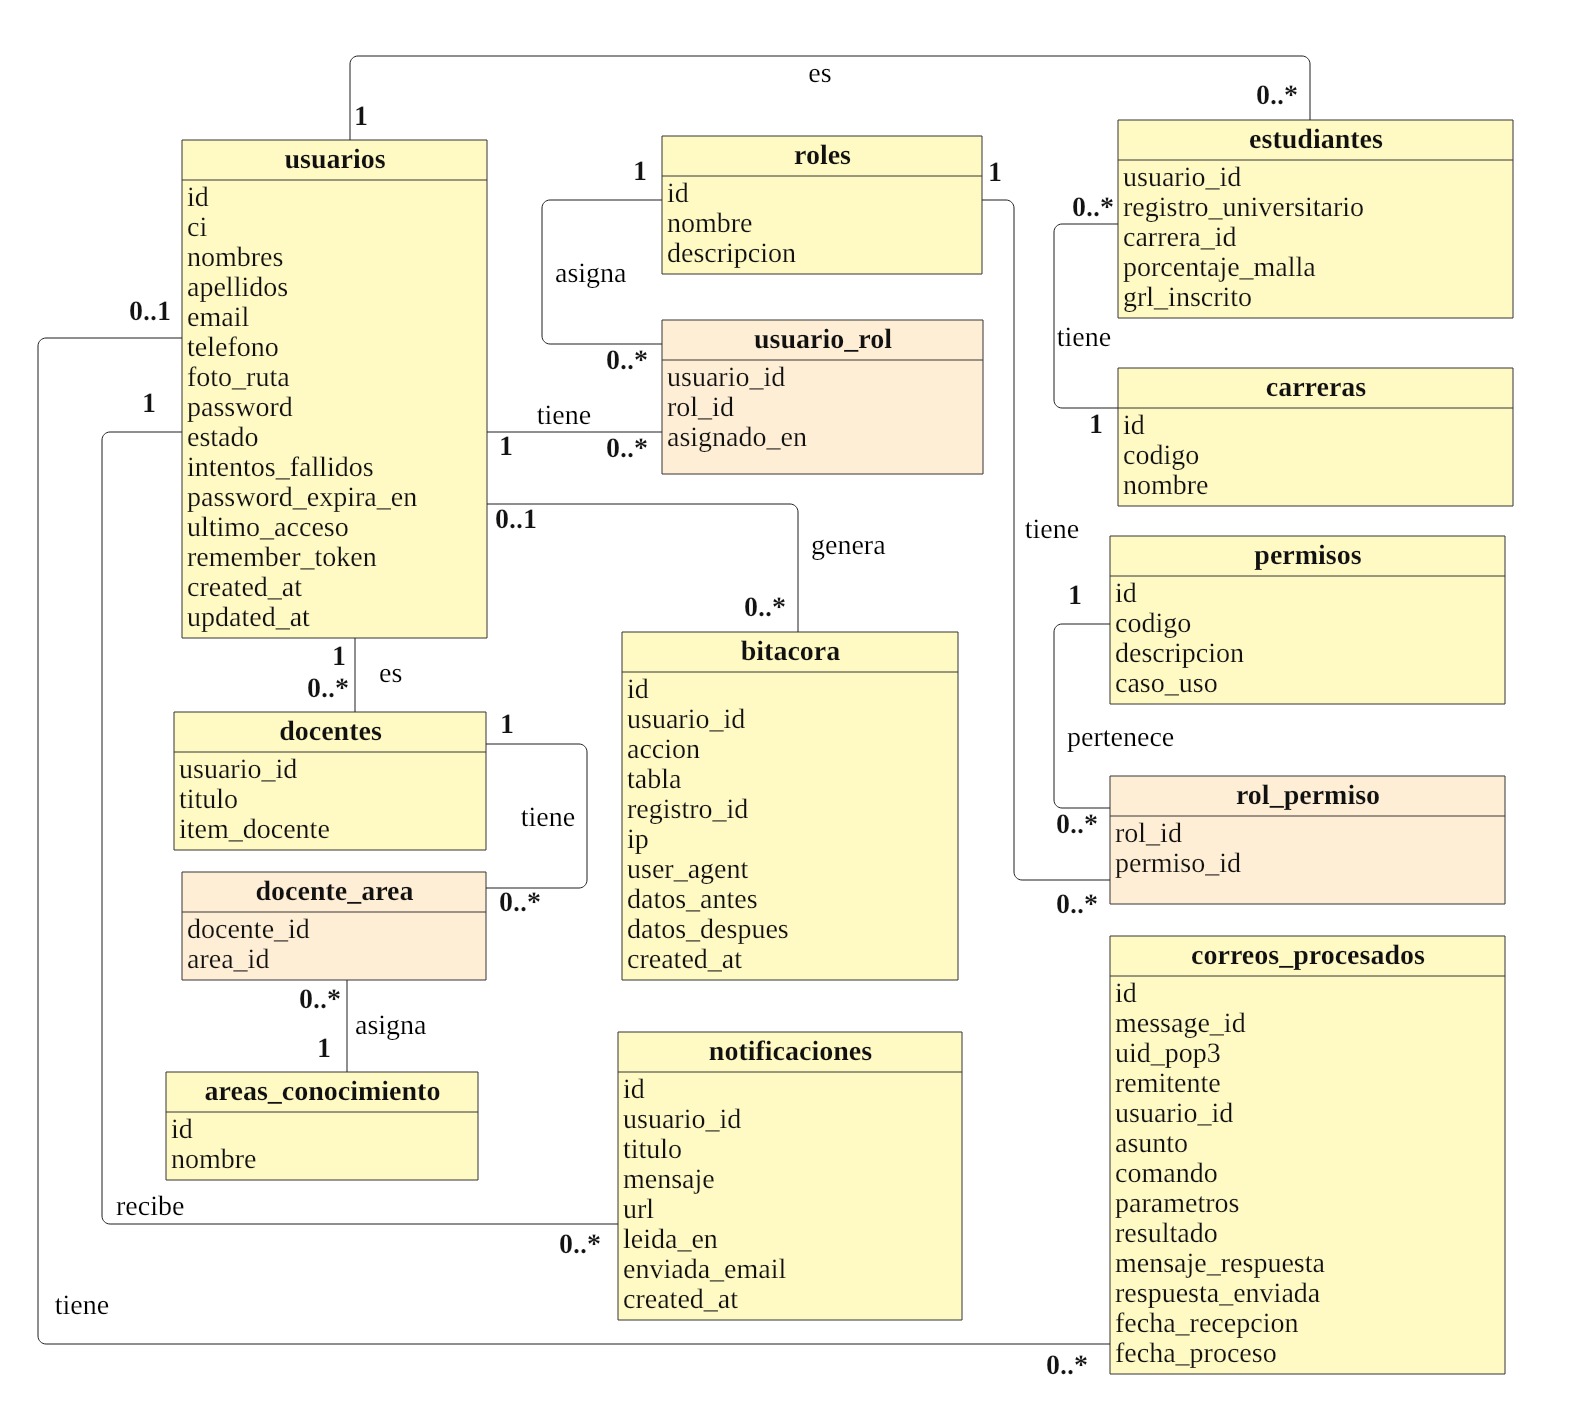 es
1
0..*
usuarios
id
ci
nombres
apellidos
email
telefono
foto_ruta
password
estado
intentos_fallidos
password_expira_en
ultimo_acceso
remember_token
created_at
updated_at
0..1
1
1
0..*
es
roles
id
nombre
descripcion
1
1
asigna
0..*
usuario_rol
usuario_id
rol_id
asignado_en
tiene
1
0..*
0..1
genera
0..*
estudiantes
usuario_id
registro_universitario
carrera_id
porcentaje_malla
grl_inscrito
0..*
tiene
1
carreras
id
codigo
nombre
tiene
permisos
id
codigo
descripcion
caso_uso
1
pertenece
0..*
rol_permiso
rol_id
permiso_id
0..*
docentes
usuario_id
titulo
item_docente
1
tiene
0..*
docente_area
docente_id
area_id
0..*
asigna
1
areas_conocimiento
id
nombre
bitacora
id
usuario_id
accion
tabla
registro_id
ip
user_agent
datos_antes
datos_despues
created_at
notificaciones
id
usuario_id
titulo
mensaje
url
leida_en
enviada_email
created_at
recibe
0..*
correos_procesados
id
message_id
uid_pop3
remitente
usuario_id
asunto
comando
parametros
resultado
mensaje_respuesta
respuesta_enviada
fecha_recepcion
fecha_proceso
tiene
0..*